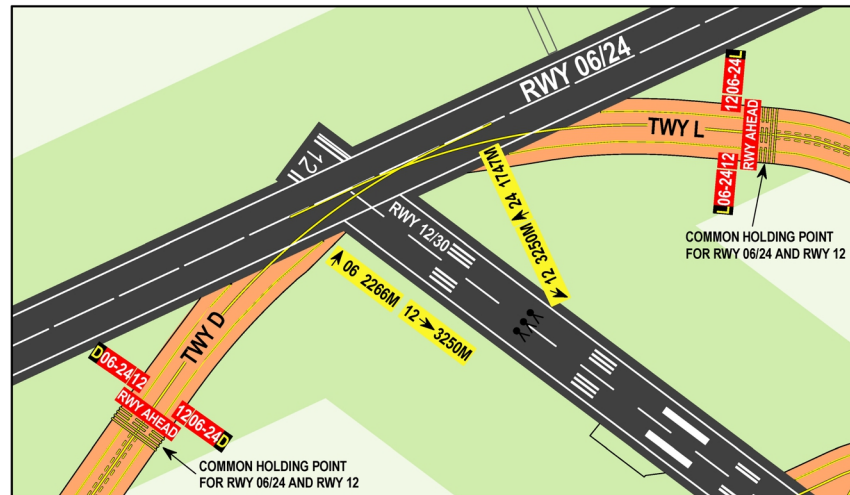 RWY 06/24
12
RWY 12/30
TWY L
12 06-24 L
RWY AHEAD
L 06-24 12
COMMON HOLDING POINT
FOR RWY 06/24 AND RWY 12
12 3250M 24 1747M
06 2266M 12 3250M
TWY D
D 06-24 12
RWY AHEAD
12 06-24 D
COMMON HOLDING POINT
FOR RWY 06/24 AND RWY 12